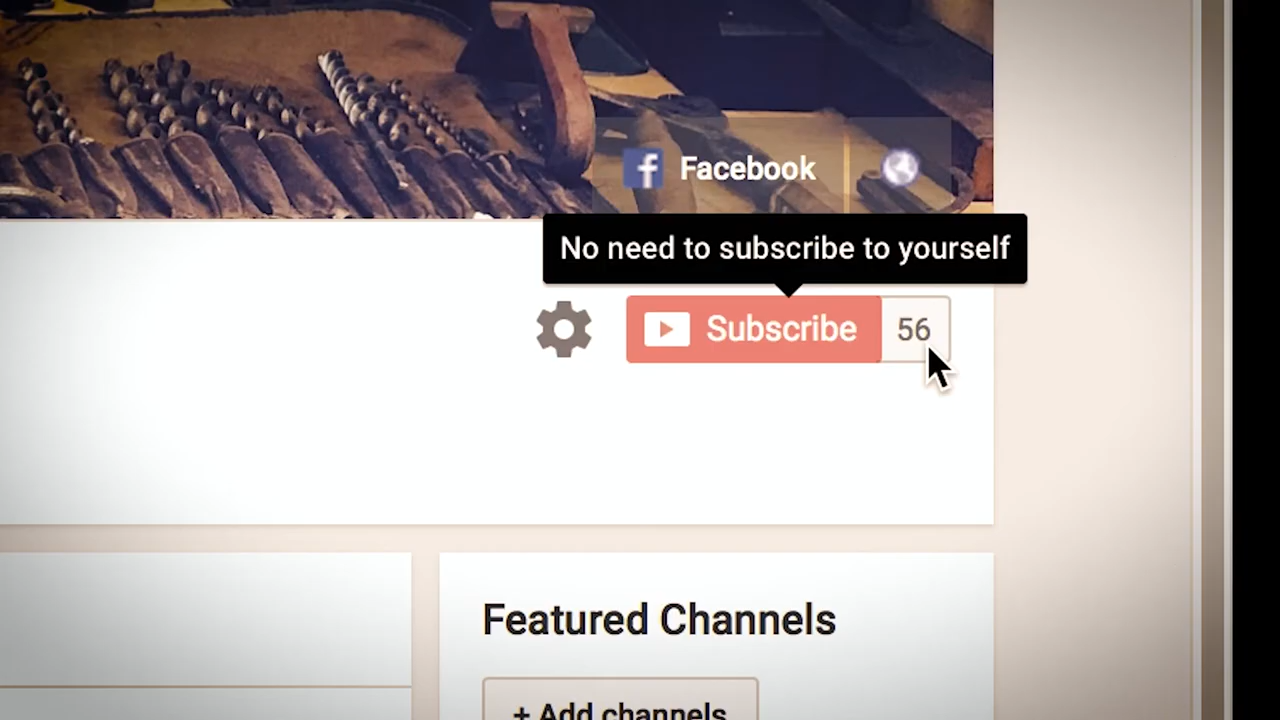 Facebook
No need to subscribe to yourself
Subscribe 56
Featured Channels
+ Add channels